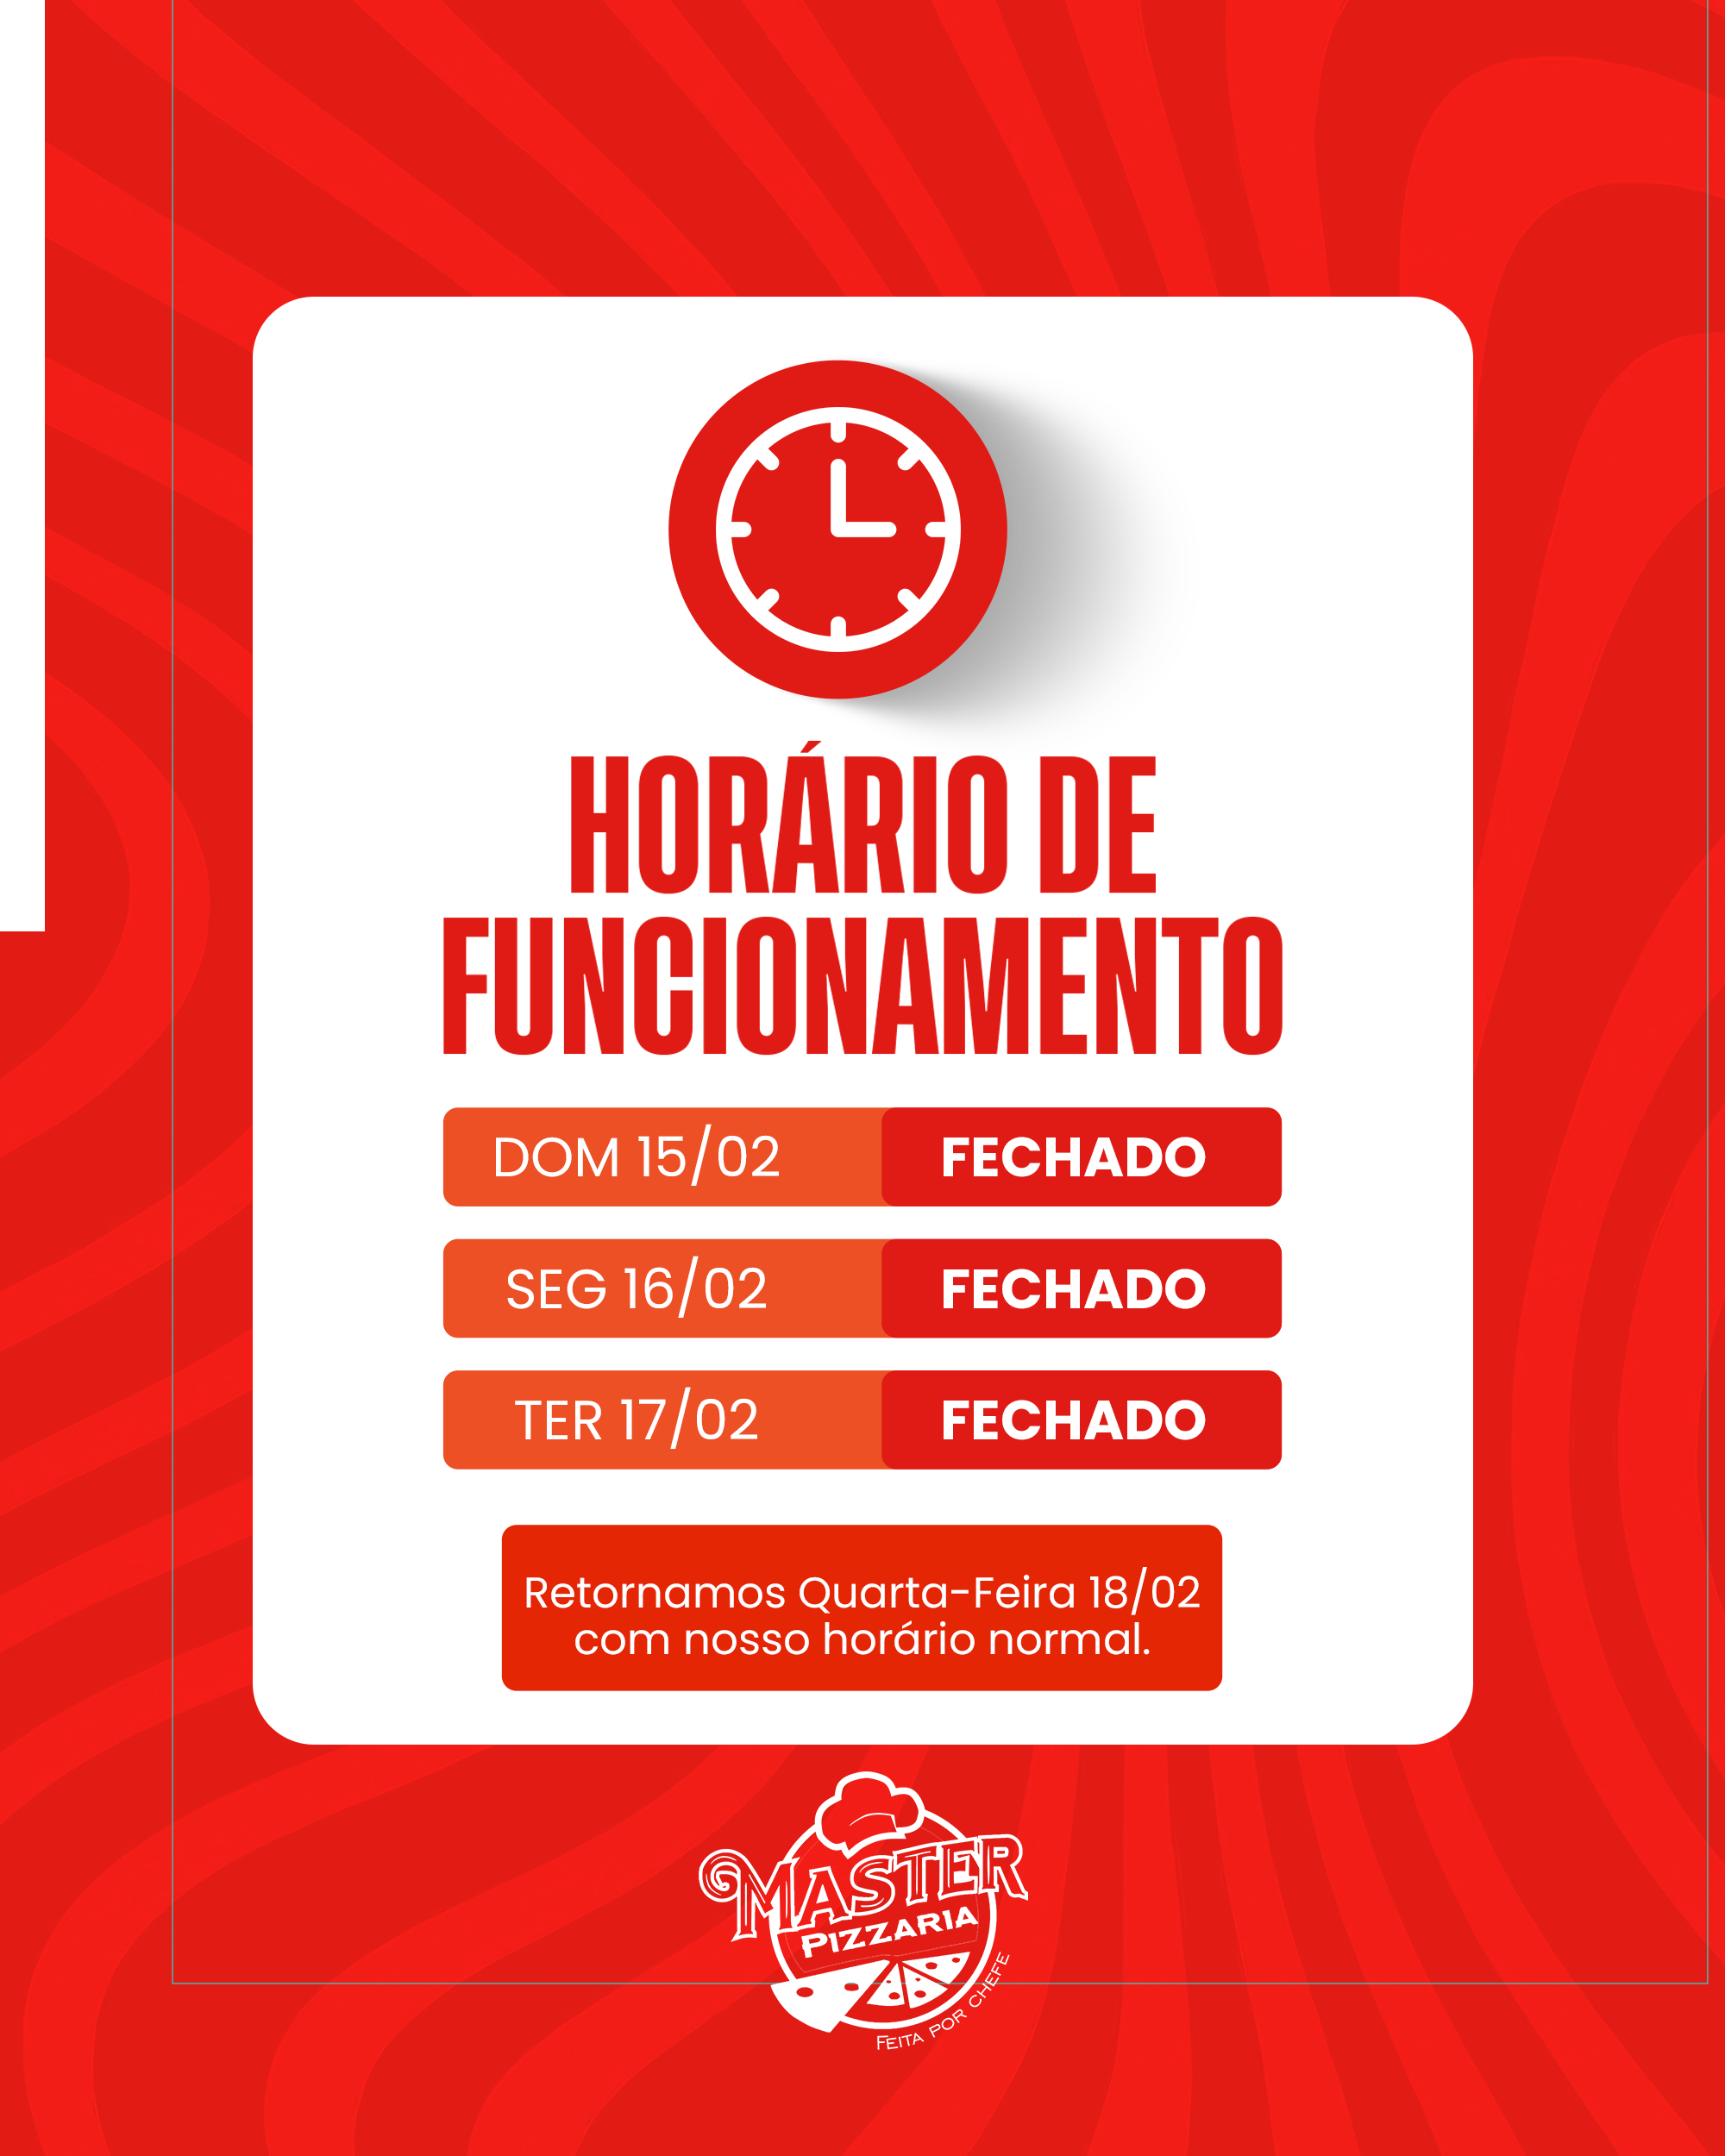 HORÁRIO DE
FUNCIONAMENTO
DOM 15/02 FECHADO
SEG 16/02 FECHADO
TER 17/02 FECHADO
Retornamos Quarta-Feira 18/02
com nosso horário normal.
MASTER
PIZZARIA
FEITA POR CHEFE